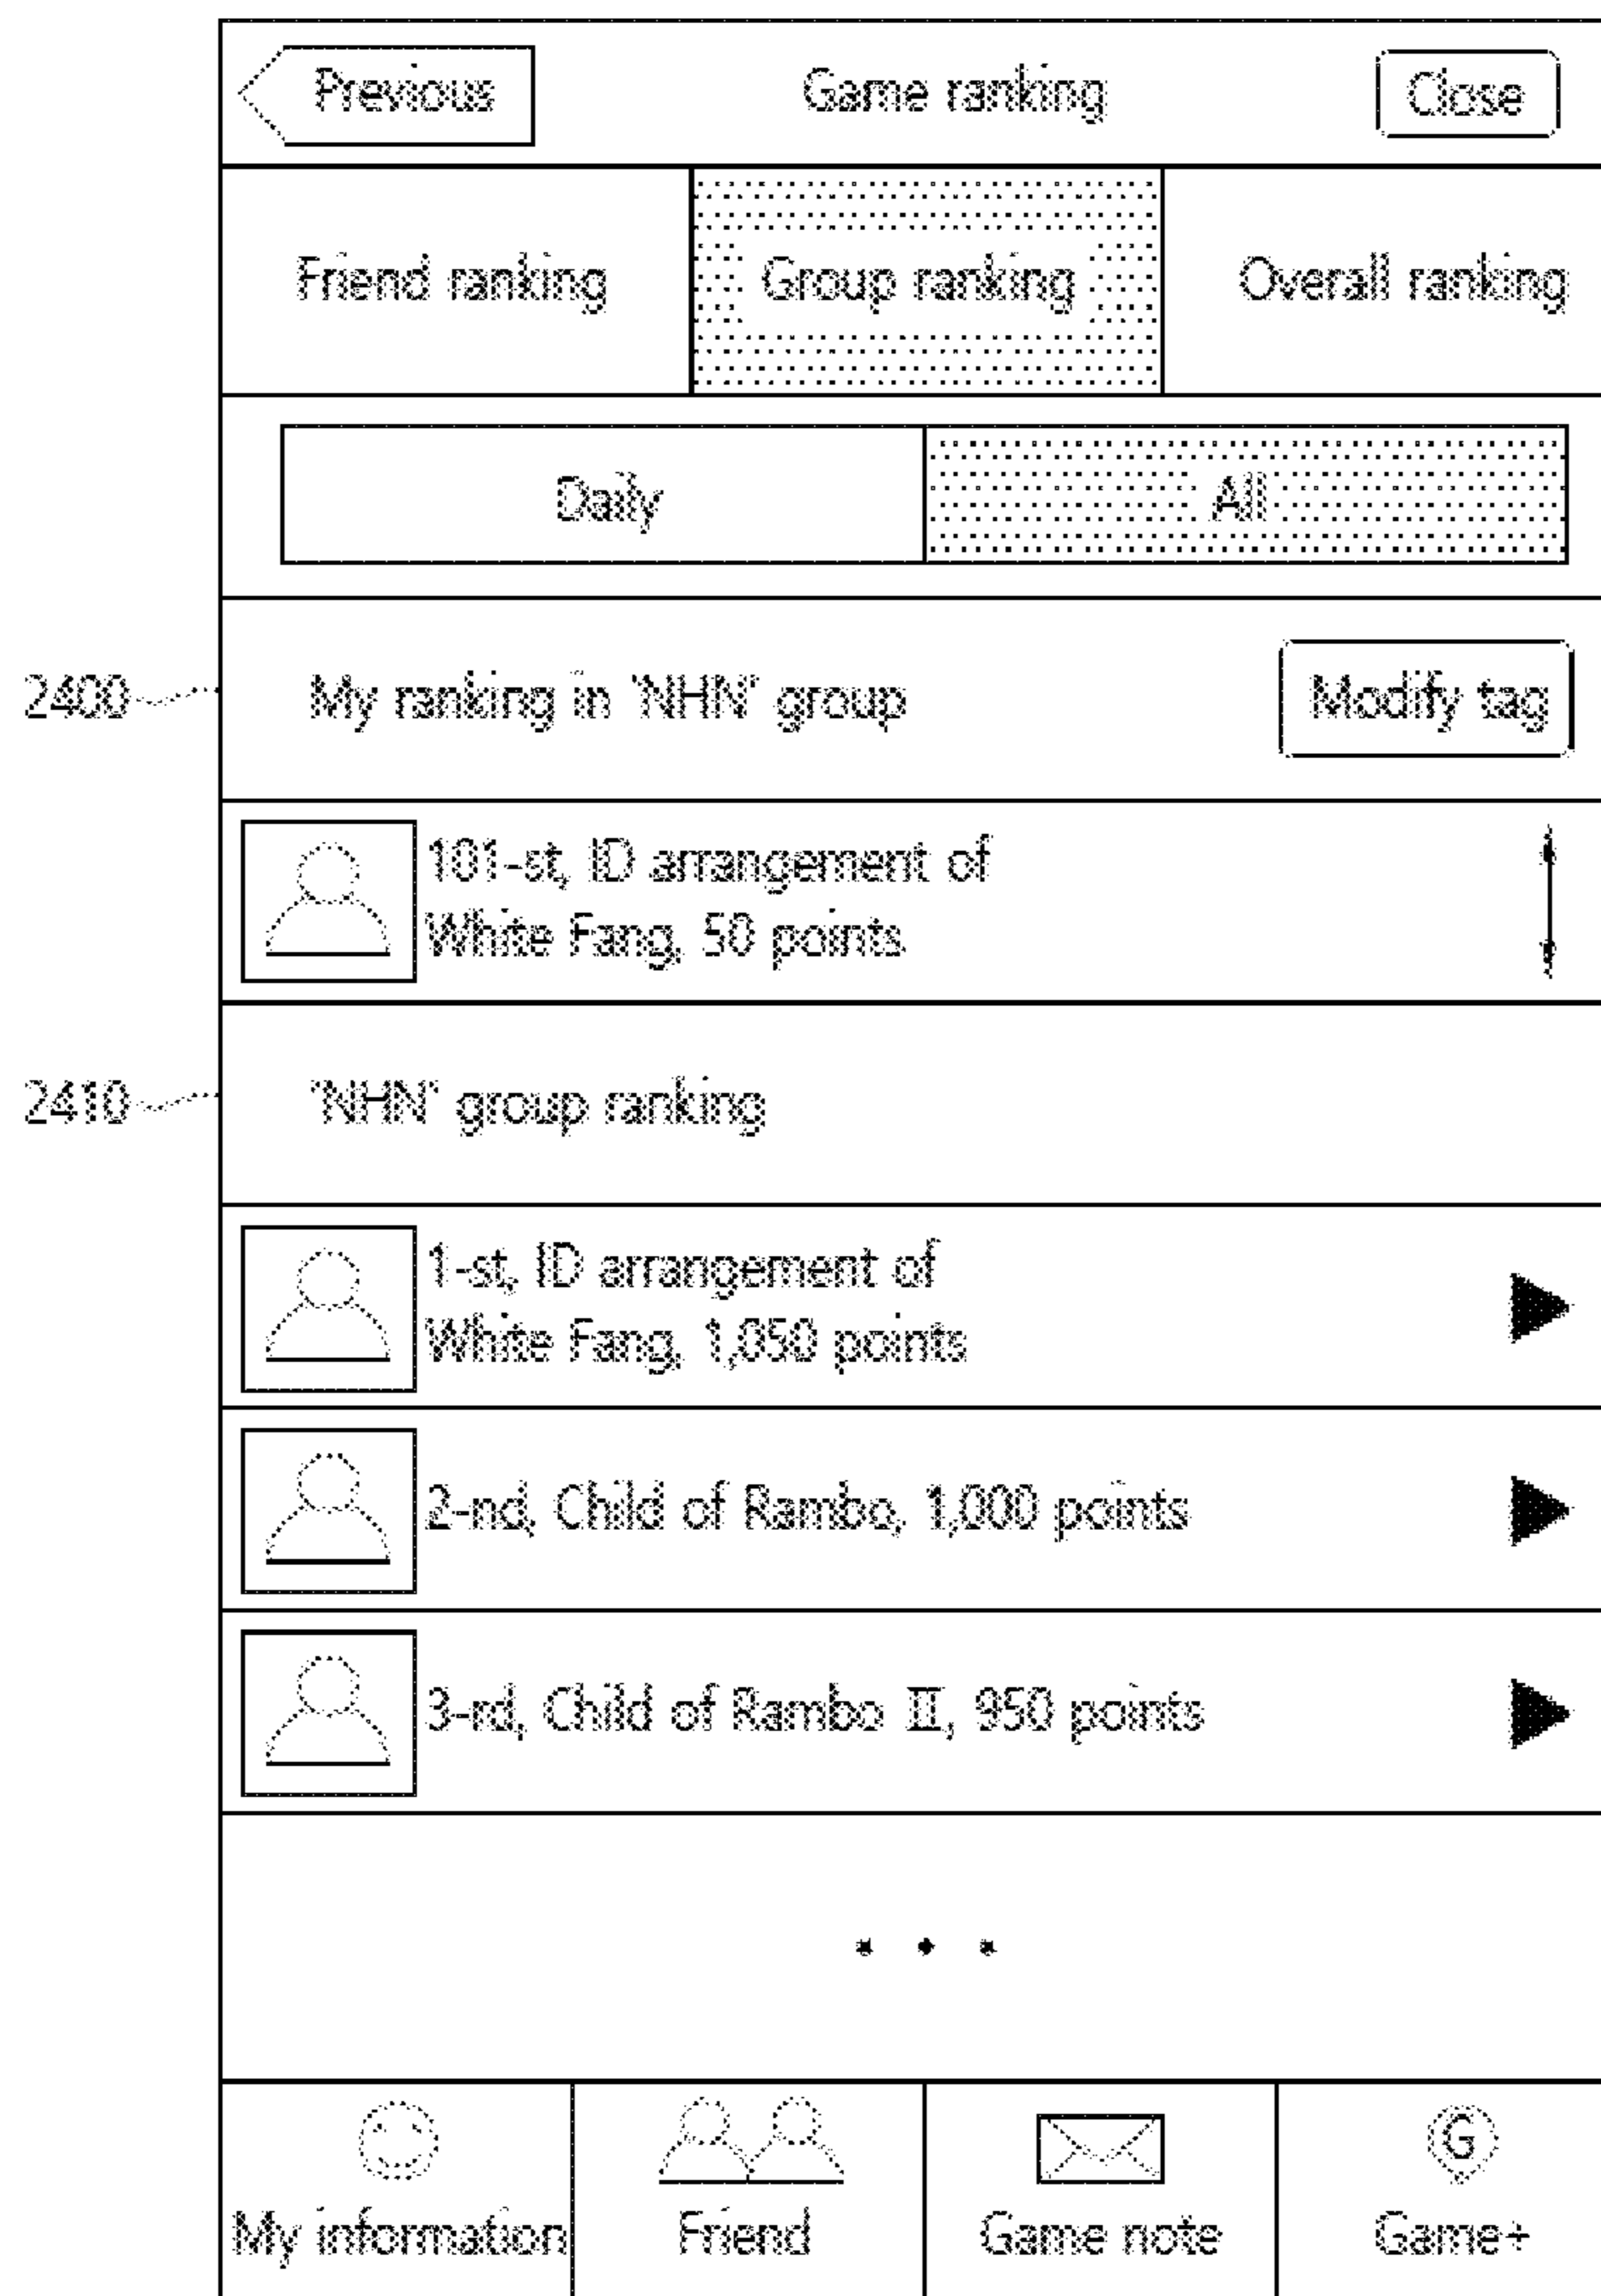 Previous Game ranking Close
Friend ranking Group ranking Overall ranking
Daily All
2400 My ranking in 'NHN' group Modify tag
101-st, ID arrangement of
White Fang, 50 points
2410 'NHN' group ranking
1-st, ID arrangement of
White Fang, 1,050 points
2-nd, Child of Rambo, 1,000 points
3-rd, Child of Rambo II, 950 points
• • •
G
My information Friend Game note Game+